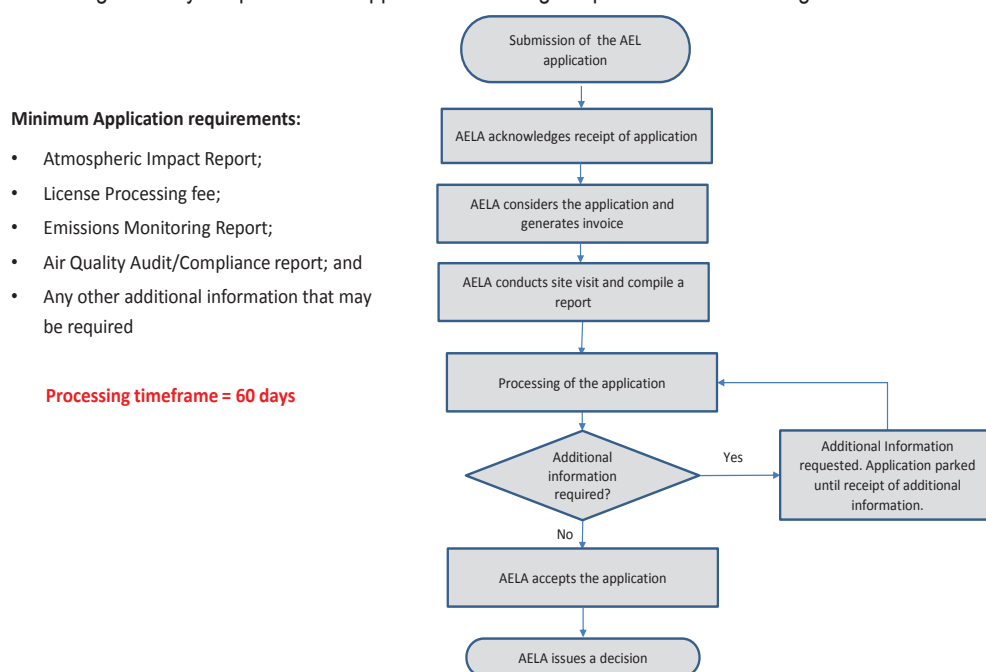 Submission of the AEL
application
Minimum Application requirements:
• Atmospheric Impact Report;
• License Processing fee;
• Emissions Monitoring Report;
• Air Quality Audit/Compliance report; and
• Any other additional information that may
be required
Processing timeframe = 60 days
AELA acknowledges receipt of application
AELA considers the application and
generates invoice
AELA conducts site visit and compile a
report
Processing of the application
Additional
information
required?
Yes
Additional Information
requested. Application parked
until receipt of additional
information.
No
AELA accepts the application
AELA issues a decision